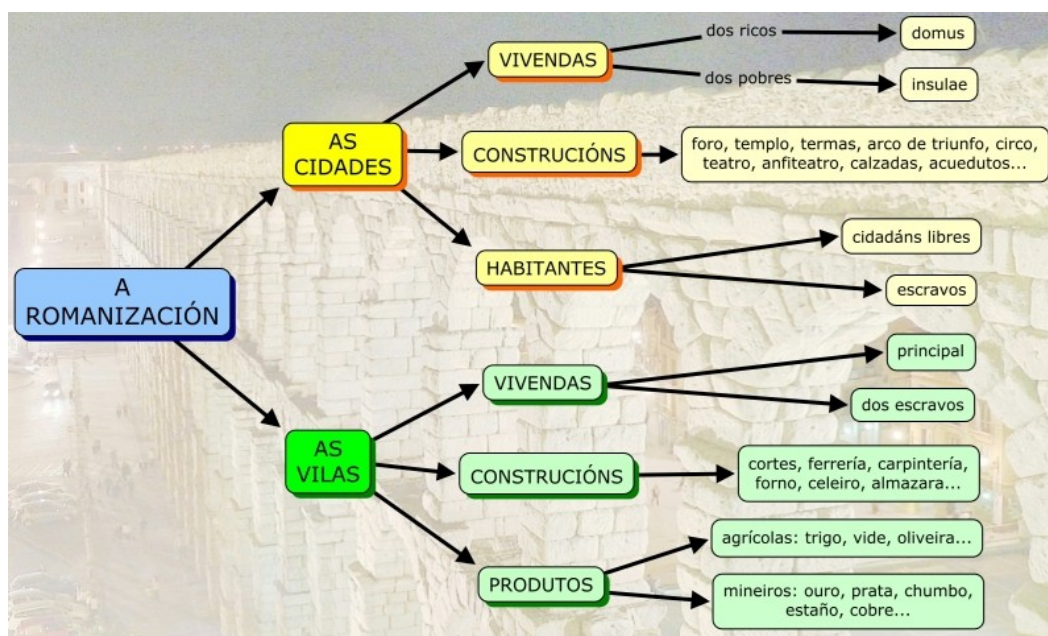 A
ROMANIZACIÓN
AS
CIDADES
VIVENDAS
dos ricos
domus
dos pobres
insulae
CONSTRUCIÓNS
foro, templo, termas, arco de triunfo, circo,
teatro, anfiteatro, calzadas, acuedutos...
HABITANTES
cidadáns libres
escravos
AS
VILAS
VIVENDAS
principal
dos escravos
CONSTRUCIÓNS
cortes, ferrería, carpintería,
forno, celeiro, almazara...
PRODUTOS
agrícolas: trigo, vide, oliveira...
mineiros: ouro, prata, chumbo,
estaño, cobre...